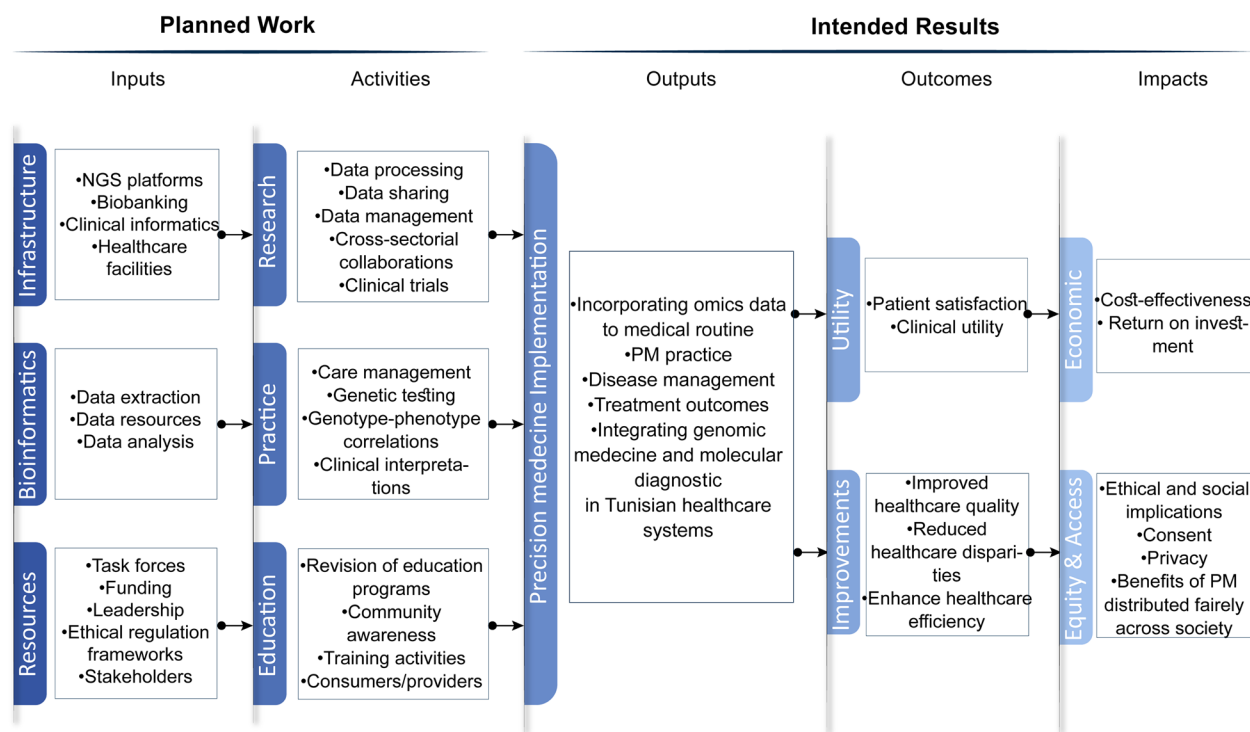 Planned Work
Intended Results
Inputs
Activities
Outputs
Outcomes
Impacts
Infrastructure
•NGS platforms
•Biobanking
•Clinical informatics
•Healthcare
facilities
Research
•Data processing
•Data sharing
•Data management
•Cross-sectorial
collaborations
•Clinical trials
Bioinformatics
•Data extraction
•Data resources
•Data analysis
Practice
•Care management
•Genetic testing
•Genotype-phenotype
correlations
•Clinical interpreta-
tions
Resources
•Task forces
•Funding
•Leadership
•Ethical regulation
frameworks
•Stakeholders
Education
•Revision of education
programs
•Community
awareness
•Training activities
•Consumers/providers
Precision medecine Implementation
•Incorporating omics data
to medical routine
•PM practice
•Disease management
•Treatment outcomes
•Integrating genomic
medecine and molecular
diagnostic
in Tunisian healthcare
systems
Utility
•Patient satisfaction
•Clinical utility
Economic
•Cost-effectiveness
• Return on invest-
ment
Improvements
•Improved
healthcare quality
•Reduced
healthcare dispari-
ties
•Enhance healthcare
efficiency
Equity & Access
•Ethical and social
implications
•Consent
•Privacy
•Benefits of PM
distributed fairely
across society